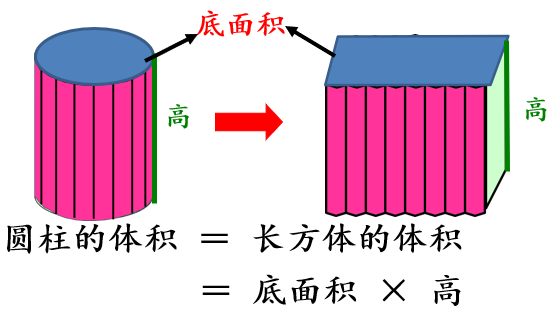 底面积
高
高
圆柱的体积 = 长方体的体积
= 底面积 × 高